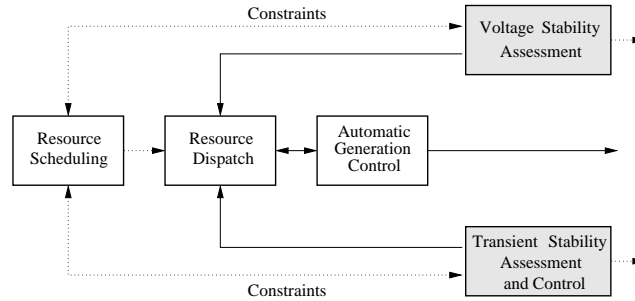 Constraints
Voltage Stability
Assessment
Resource
Scheduling
Resource
Dispatch
Automatic
Generation
Control
Transient Stability
Assessment
and Control
Constraints